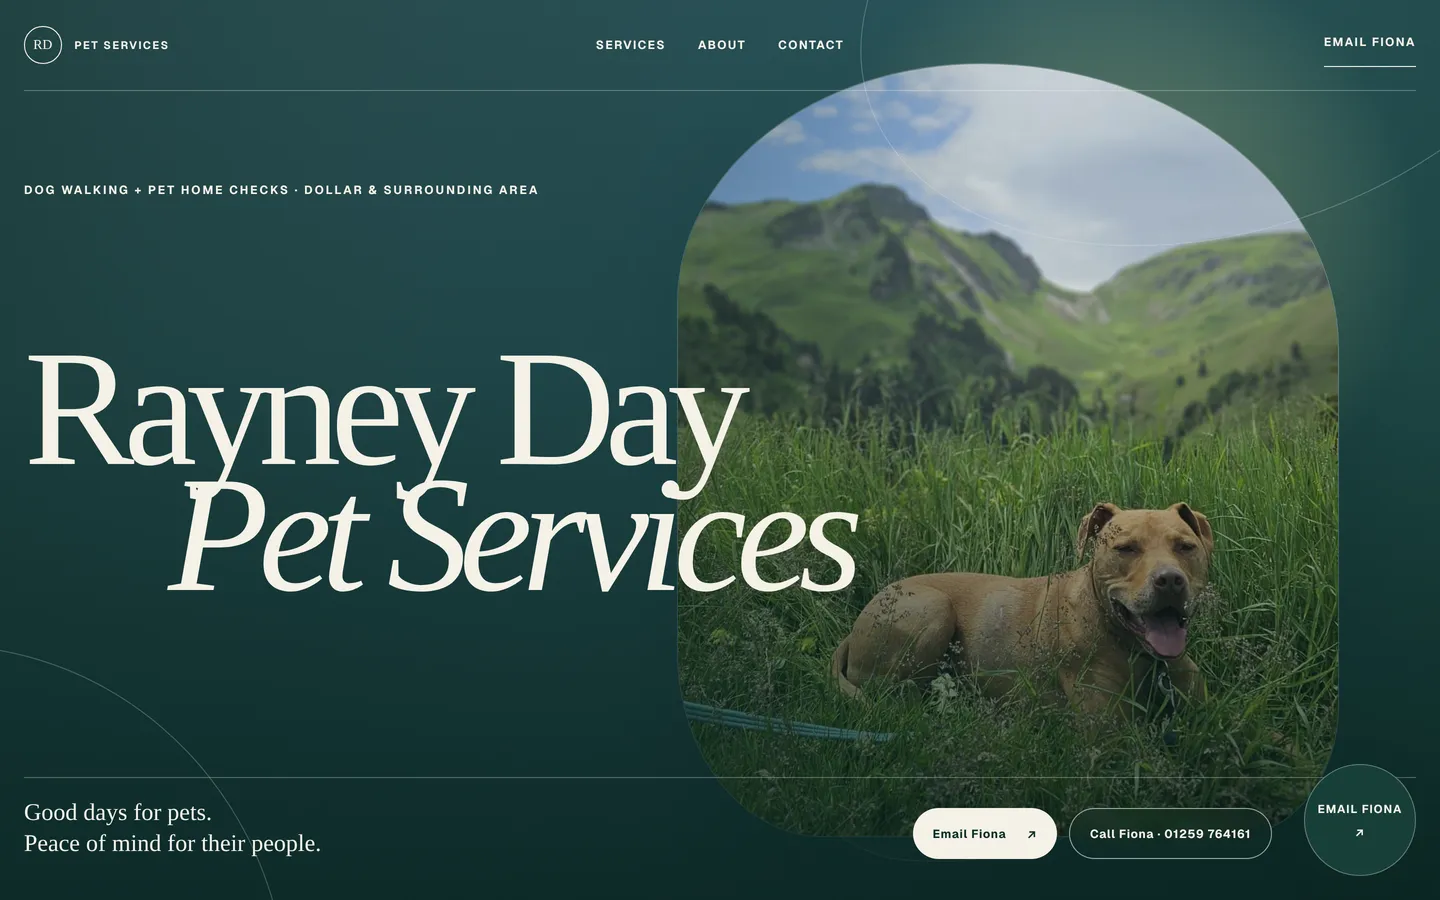 RD
PET SERVICES
SERVICES
ABOUT
CONTACT
EMAIL FIONA
DOG WALKING + PET HOME CHECKS · DOLLAR & SURROUNDING AREA
Rayney Day
Pet Services
Good days for pets.
Peace of mind for their people.
Email Fiona ↗
Call Fiona · 01259 764161
EMAIL FIONA
↗